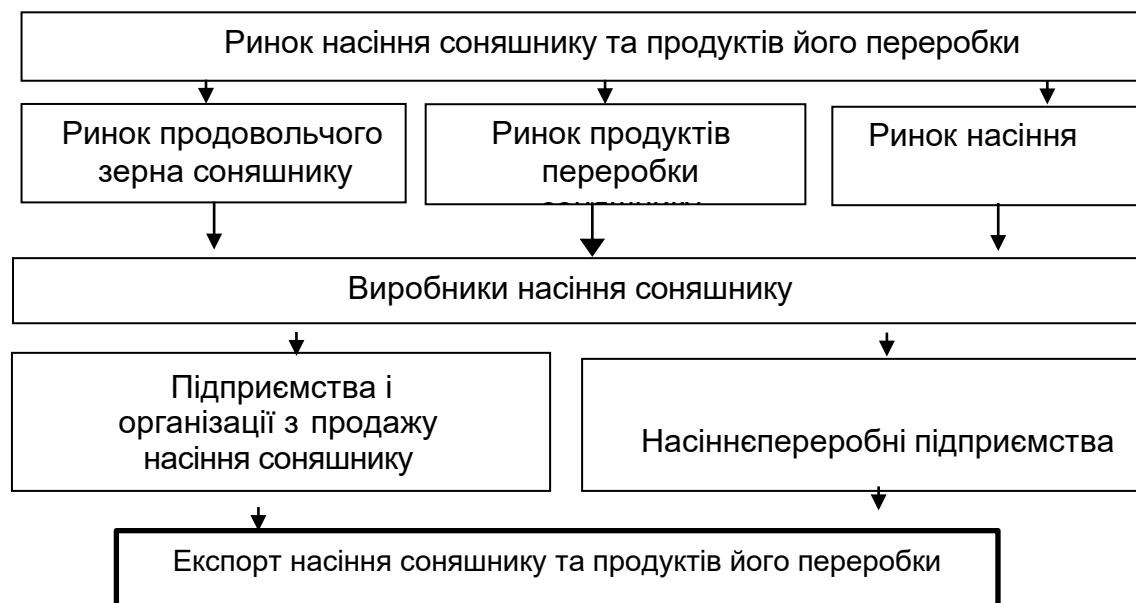 Ринок насіння соняшнику та продуктів його переробки
Ринок продовольчого
зерна соняшнику
Ринок продуктів
переробки
Ринок насіння
Виробники насіння соняшнику
Підприємства і
організації з продажу
насіння соняшнику
Насіннєпереробні підприємства
Експорт насіння соняшнику та продуктів його переробки